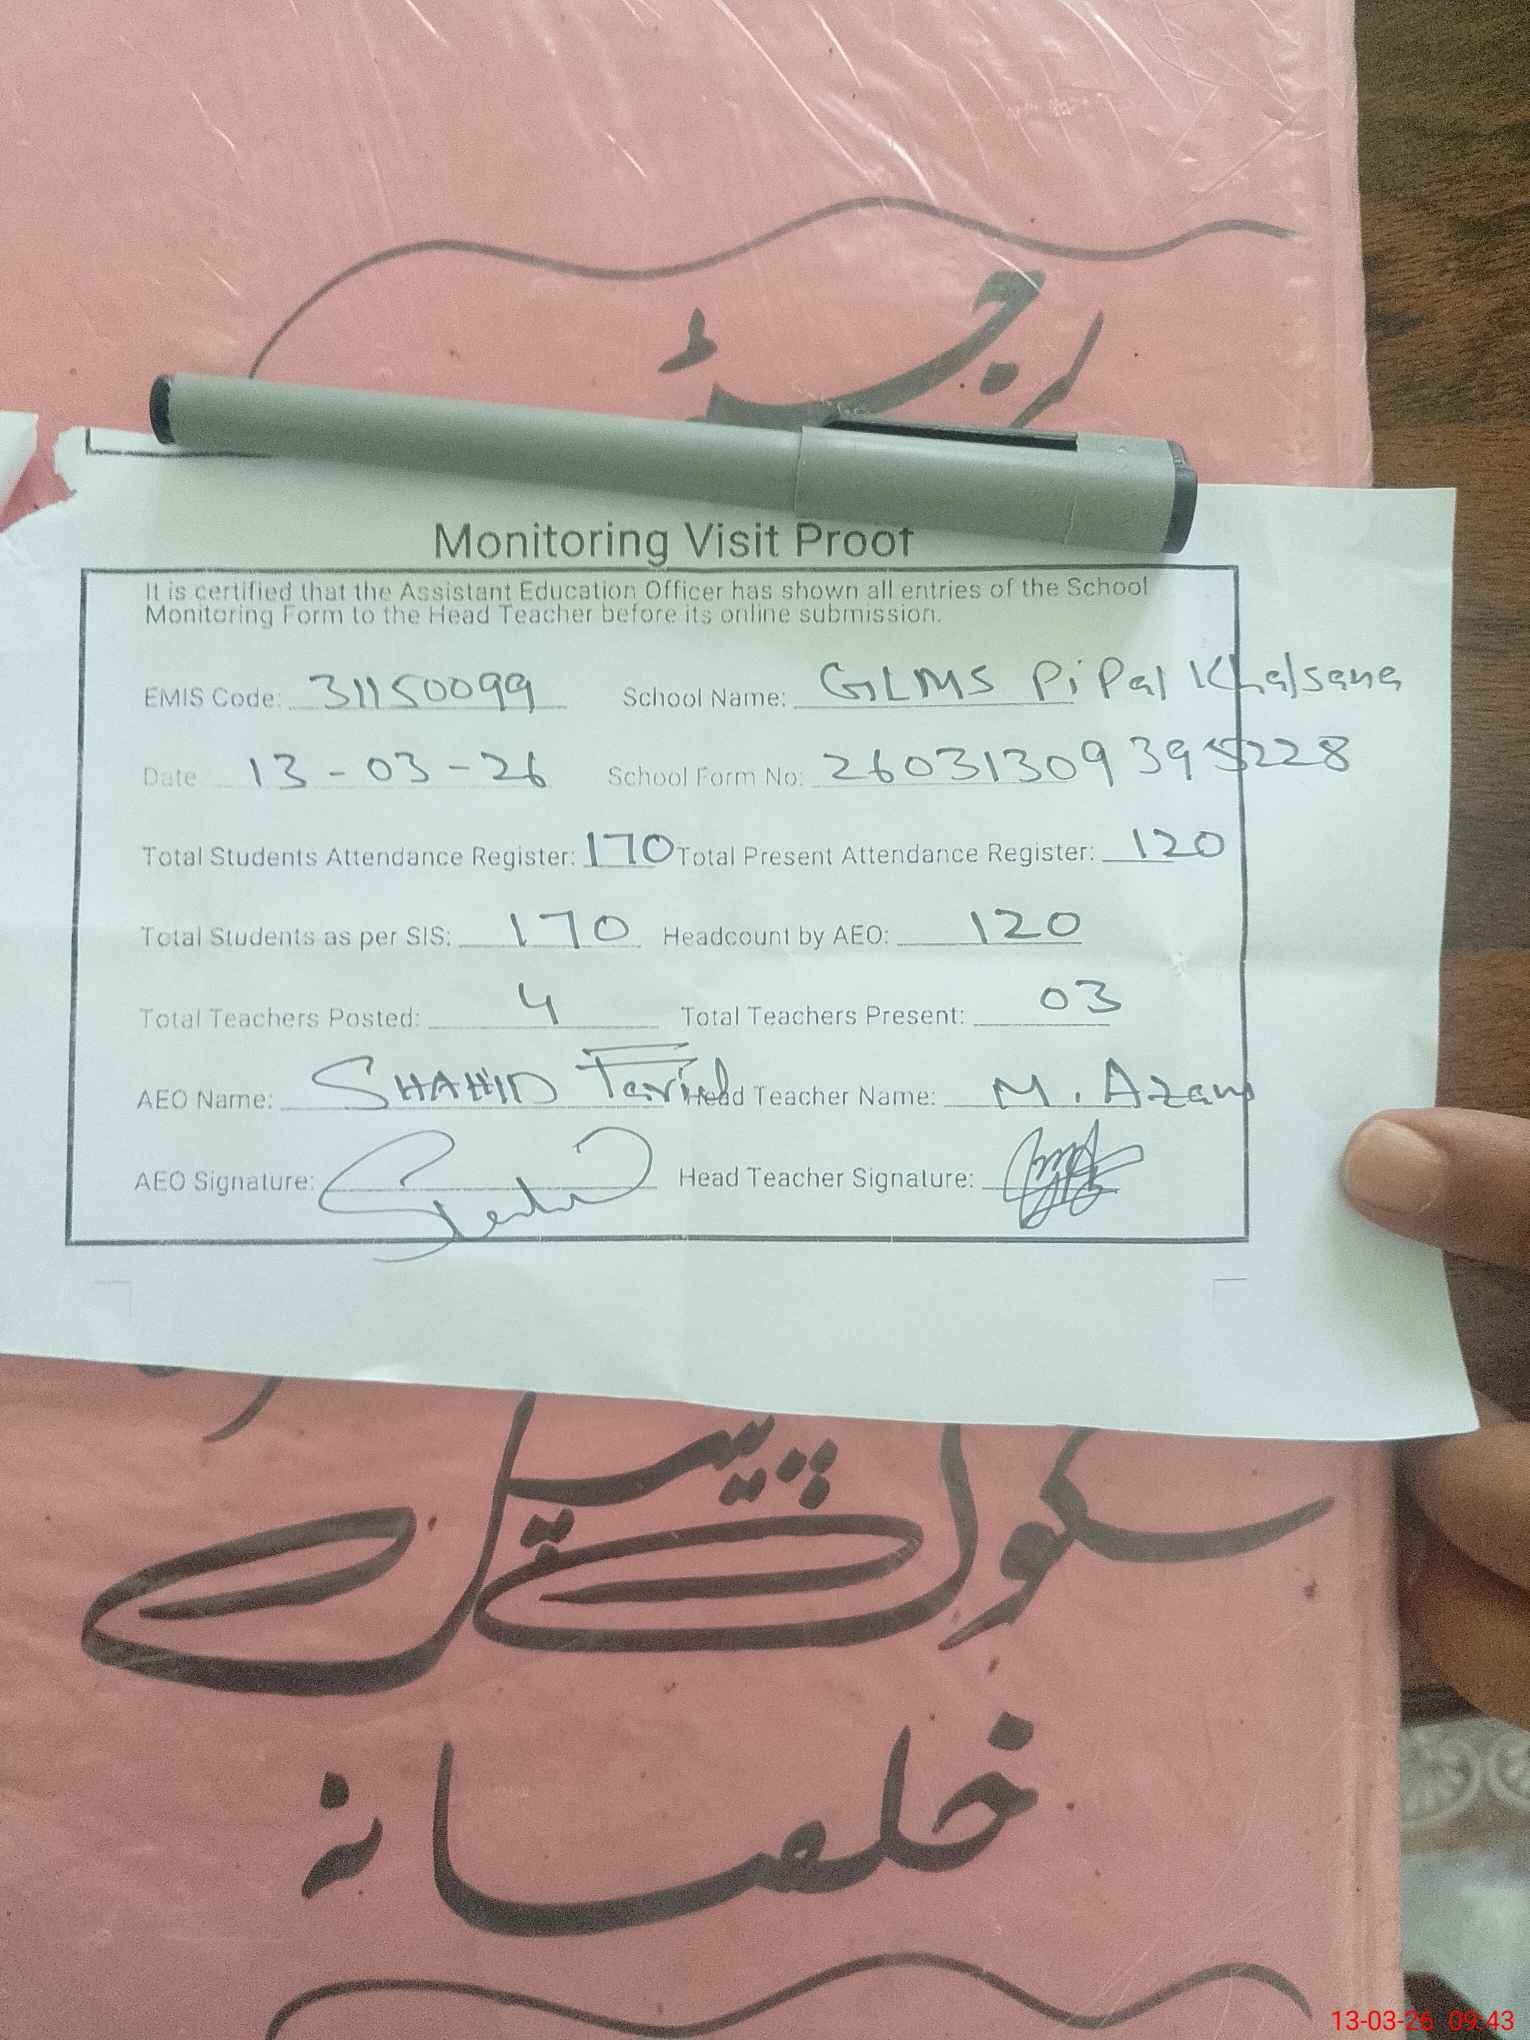 رجسٹر
Monitoring Visit Proof
It is certified that the Assistant Education Officer has shown all entries of the School
Monitoring Form to the Head Teacher before its online submission.
EMIS Code: 31150099 School Name: GLMS Pipal Khalsana
Date 13-03-26 School Form No: 26031309395228
Total Students Attendance Register: 170 Total Present Attendance Register: 120
Total Students as per SIS: 170 Headcount by AEO: 120
Total Teachers Posted: 4 Total Teachers Present: 03
AEO Name: SHAHID Tariq Head Teacher Name: M. Azam
AEO Signature: Head Teacher Signature:
سکول پیپل
خلصانہ
13-03-26 09:43